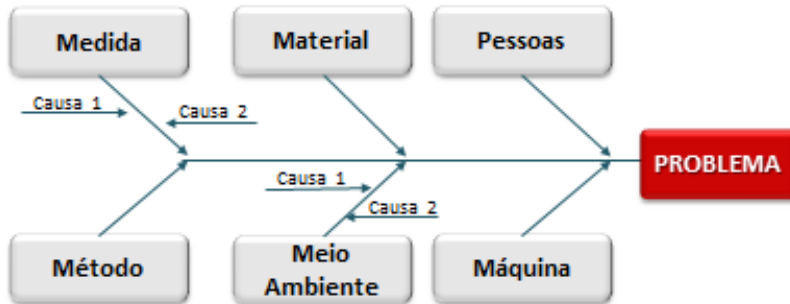 Medida
Material
Pessoas
Causa 1
Causa 2
PROBLEMA
Causa 1
Causa 2
Método
Meio
Ambiente
Máquina